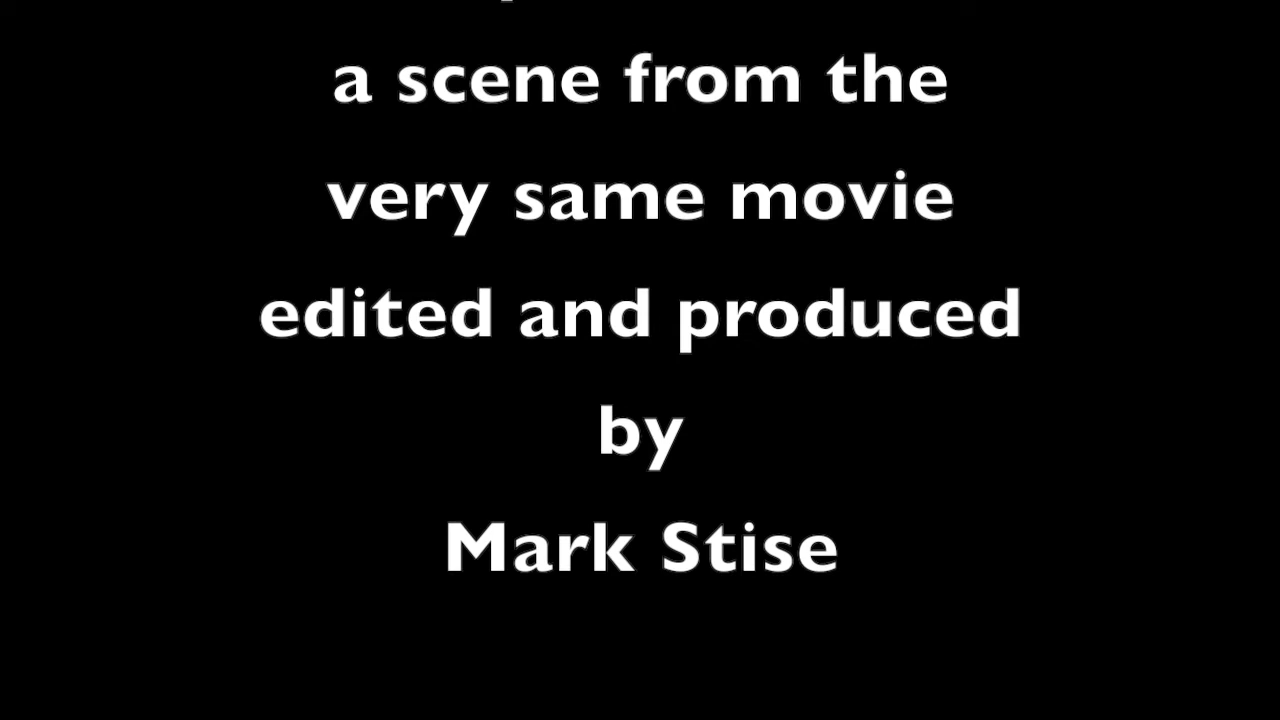 a scene from the
very same movie
edited and produced
by
Mark Stise